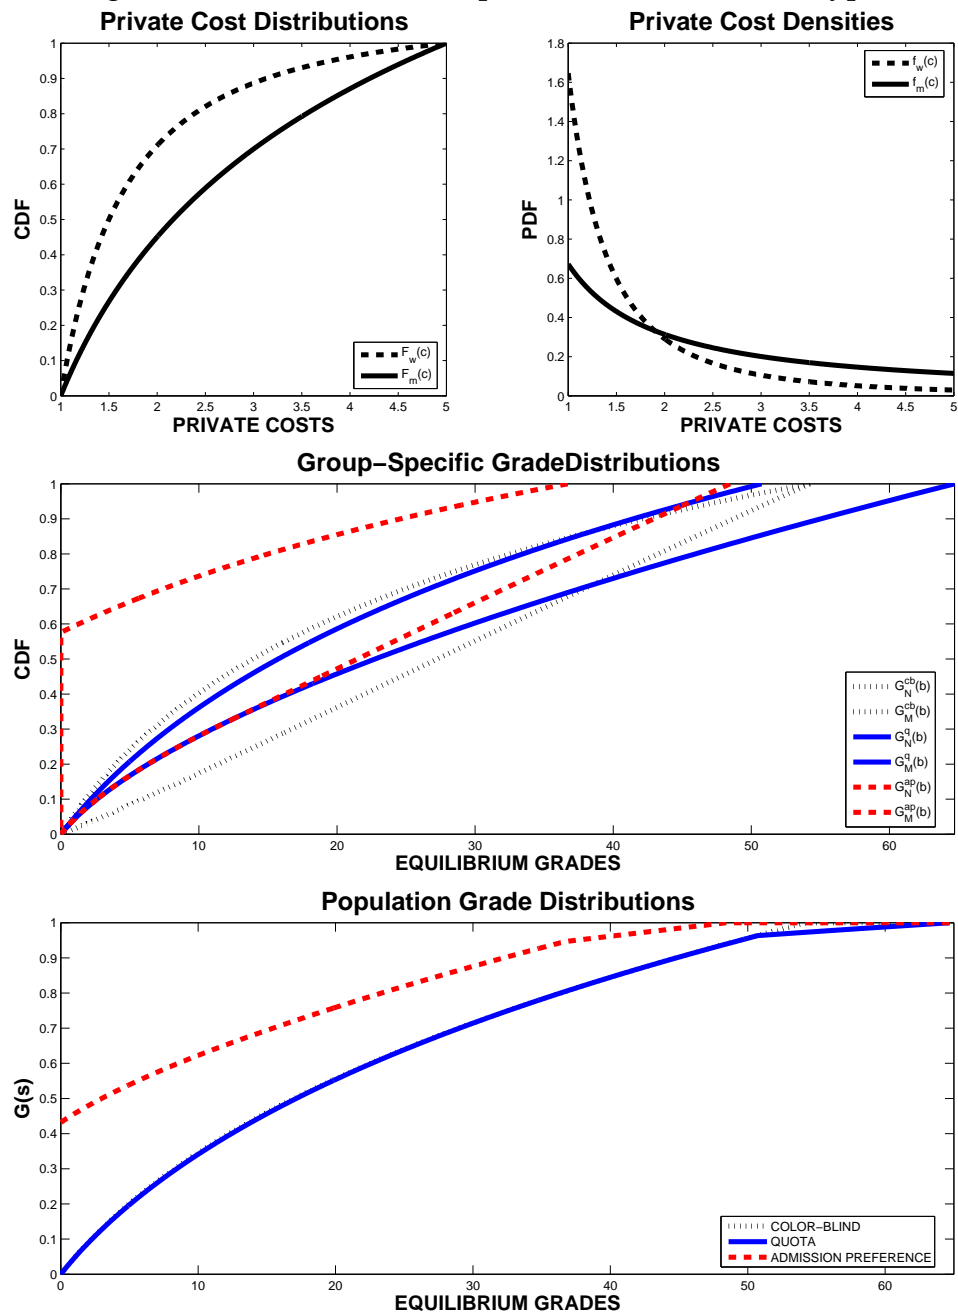 Private Cost Distributions
Private Cost Densities
1
0.9
0.8
0.7
0.6
0.5
0.4
0.3
0.2
0.1
0
CDF
1 1.5 2 2.5 3 3.5 4 4.5 5
PRIVATE COSTS
F_w(c)
F_m(c)
1.8
1.6
1.4
1.2
1
0.8
0.6
0.4
0.2
0
PDF
1 1.5 2 2.5 3 3.5 4 4.5 5
PRIVATE COSTS
f_w(c)
f_m(c)
Group−Specific GradeDistributions
1
0.9
0.8
0.7
0.6
0.5
0.4
0.3
0.2
0.1
0
CDF
0 10 20 30 40 50 60
EQUILIBRIUM GRADES
G_N^cb(b)
G_M^cb(b)
G_N^q(b)
G_M^q(b)
G_N^ap(b)
G_M^ap(b)
Population Grade Distributions
1
0.9
0.8
0.7
0.6
0.5
0.4
0.3
0.2
0.1
0
G(s)
0 10 20 30 40 50 60
EQUILIBRIUM GRADES
COLOR−BLIND
QUOTA
ADMISSION PREFERENCE